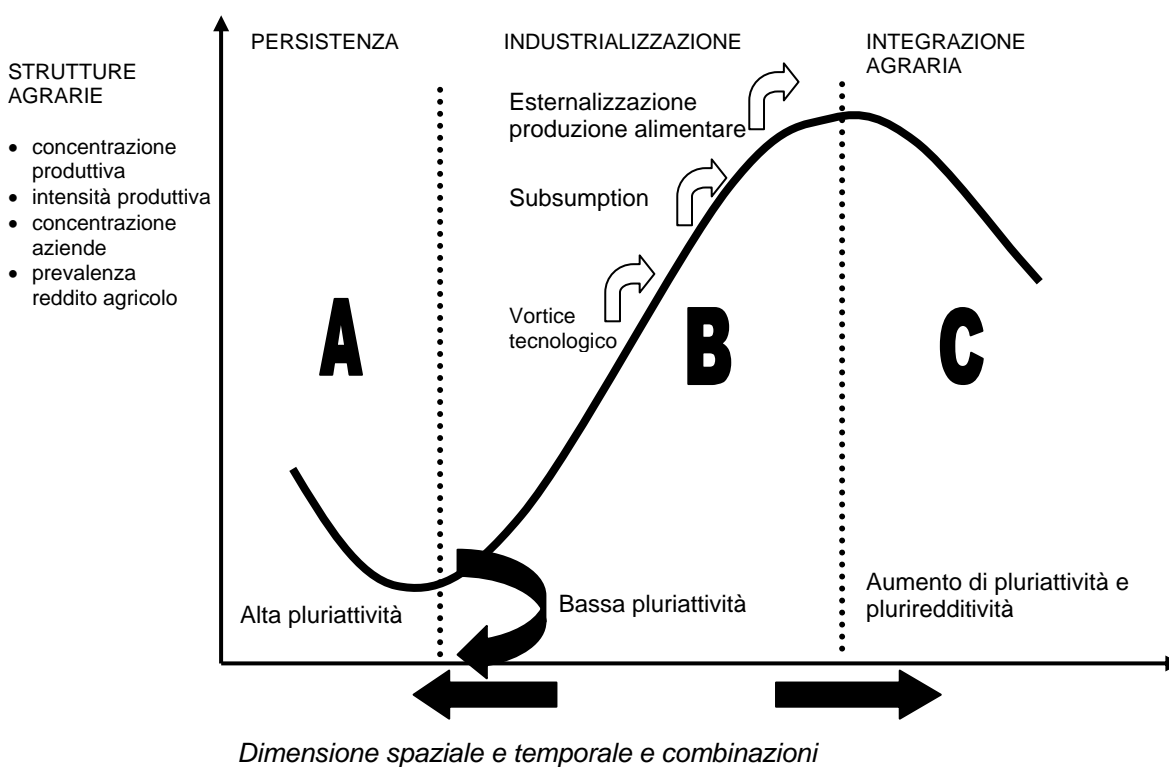 STRUTTURE
AGRARIE
• concentrazione
produttiva
• intensità produttiva
• concentrazione
aziende
• prevalenza
reddito agricolo
PERSISTENZA
INDUSTRIALIZZAZIONE
INTEGRAZIONE
AGRARIA
Esternalizzazione
produzione alimentare
Subsumption
Vortice
tecnologico
A
B
C
Alta pluriattività
Bassa pluriattività
Aumento di pluriattività e
plurireddittività
Dimensione spaziale e temporale e combinazioni